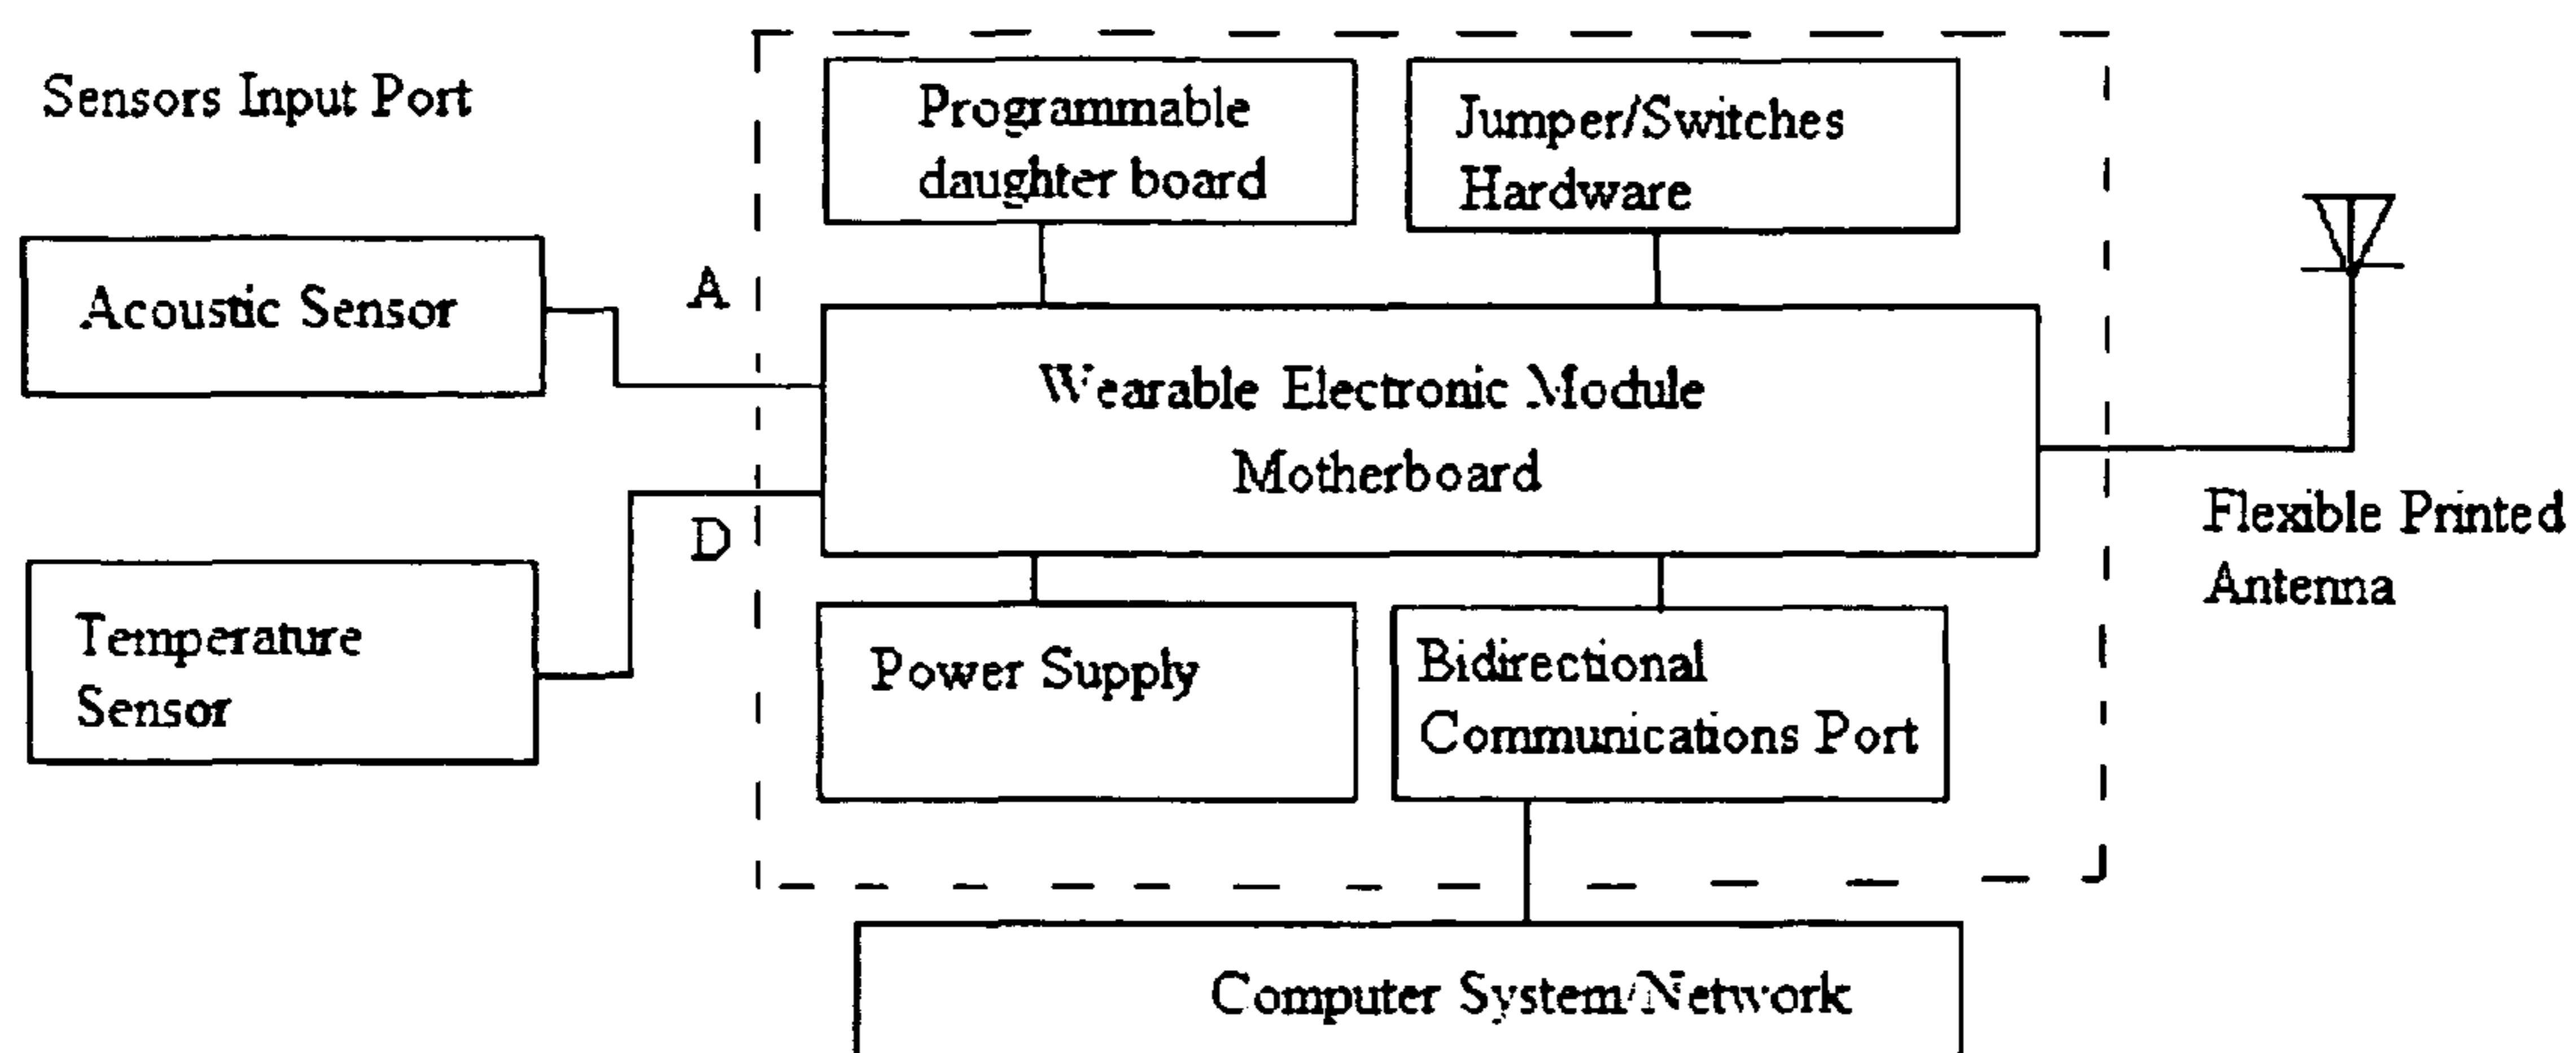 Sensors Input Port
Programmable
daughter board
Jumper/Switches
Hardware
Acoustic Sensor
A
Wearable Electronic Module
Motherboard
D
Temperature
Sensor
Power Supply
Bidirectional
Communications Port
Flexible Printed
Antenna
Computer System/Network